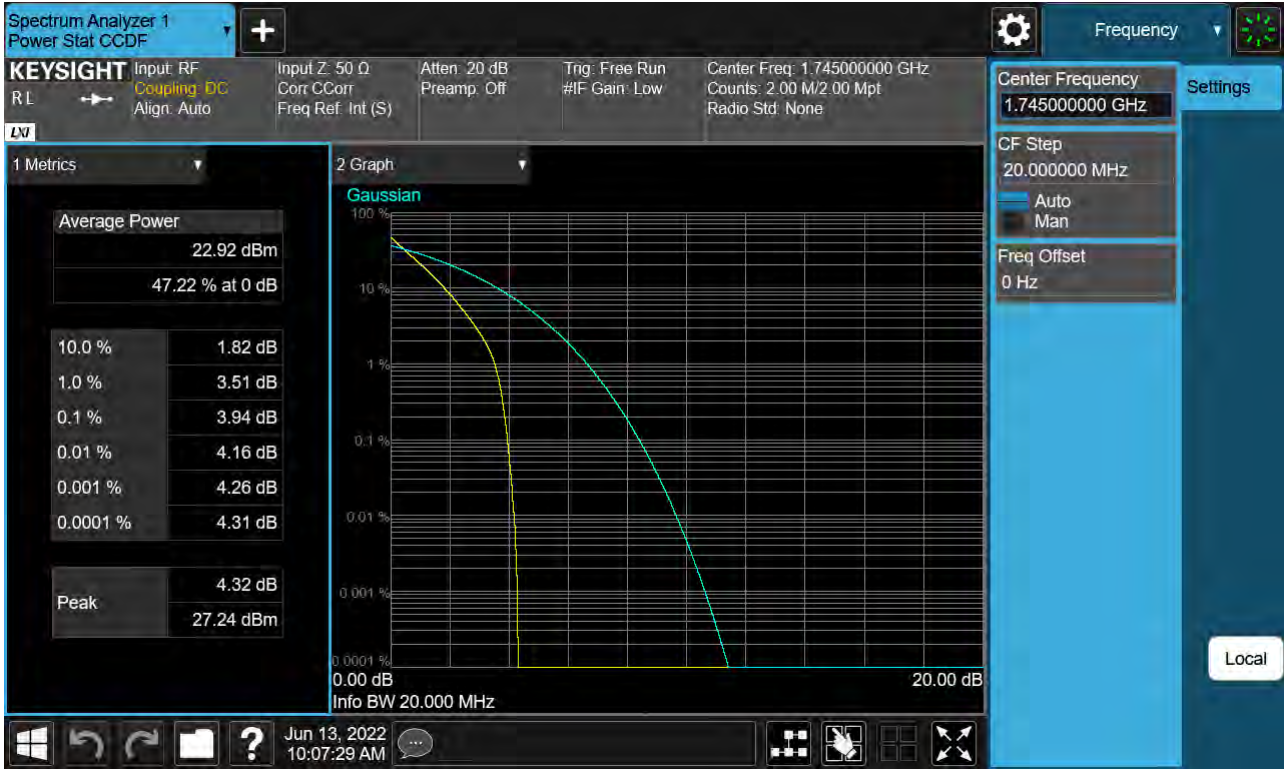 Spectrum Analyzer 1
Power Stat CCDF
Frequency
KEYSIGHT
R L
LXI
Input: RF
Coupling: DC
Align: Auto
Input Z: 50 Ω
Corr CCorr
Freq Ref: Int (S)
Atten: 20 dB
Preamp: Off
Trig: Free Run
#IF Gain: Low
Center Freq: 1.745000000 GHz
Counts: 2.00 M/2.00 Mpt
Radio Std: None
Center Frequency
1.745000000 GHz
Settings
CF Step
20.000000 MHz
Auto
Man
Freq Offset
0 Hz
Local
1 Metrics
Average Power
22.92 dBm
47.22 % at 0 dB
10.0 % 1.82 dB
1.0 % 3.51 dB
0.1 % 3.94 dB
0.01 % 4.16 dB
0.001 % 4.26 dB
0.0001 % 4.31 dB
Peak
4.32 dB
27.24 dBm
2 Graph
Gaussian
100 %
10 %
1 %
0.1 %
0.01 %
0.001 %
0.0001 %
0.00 dB 20.00 dB
Info BW 20.000 MHz
?
Jun 13, 2022
10:07:29 AM